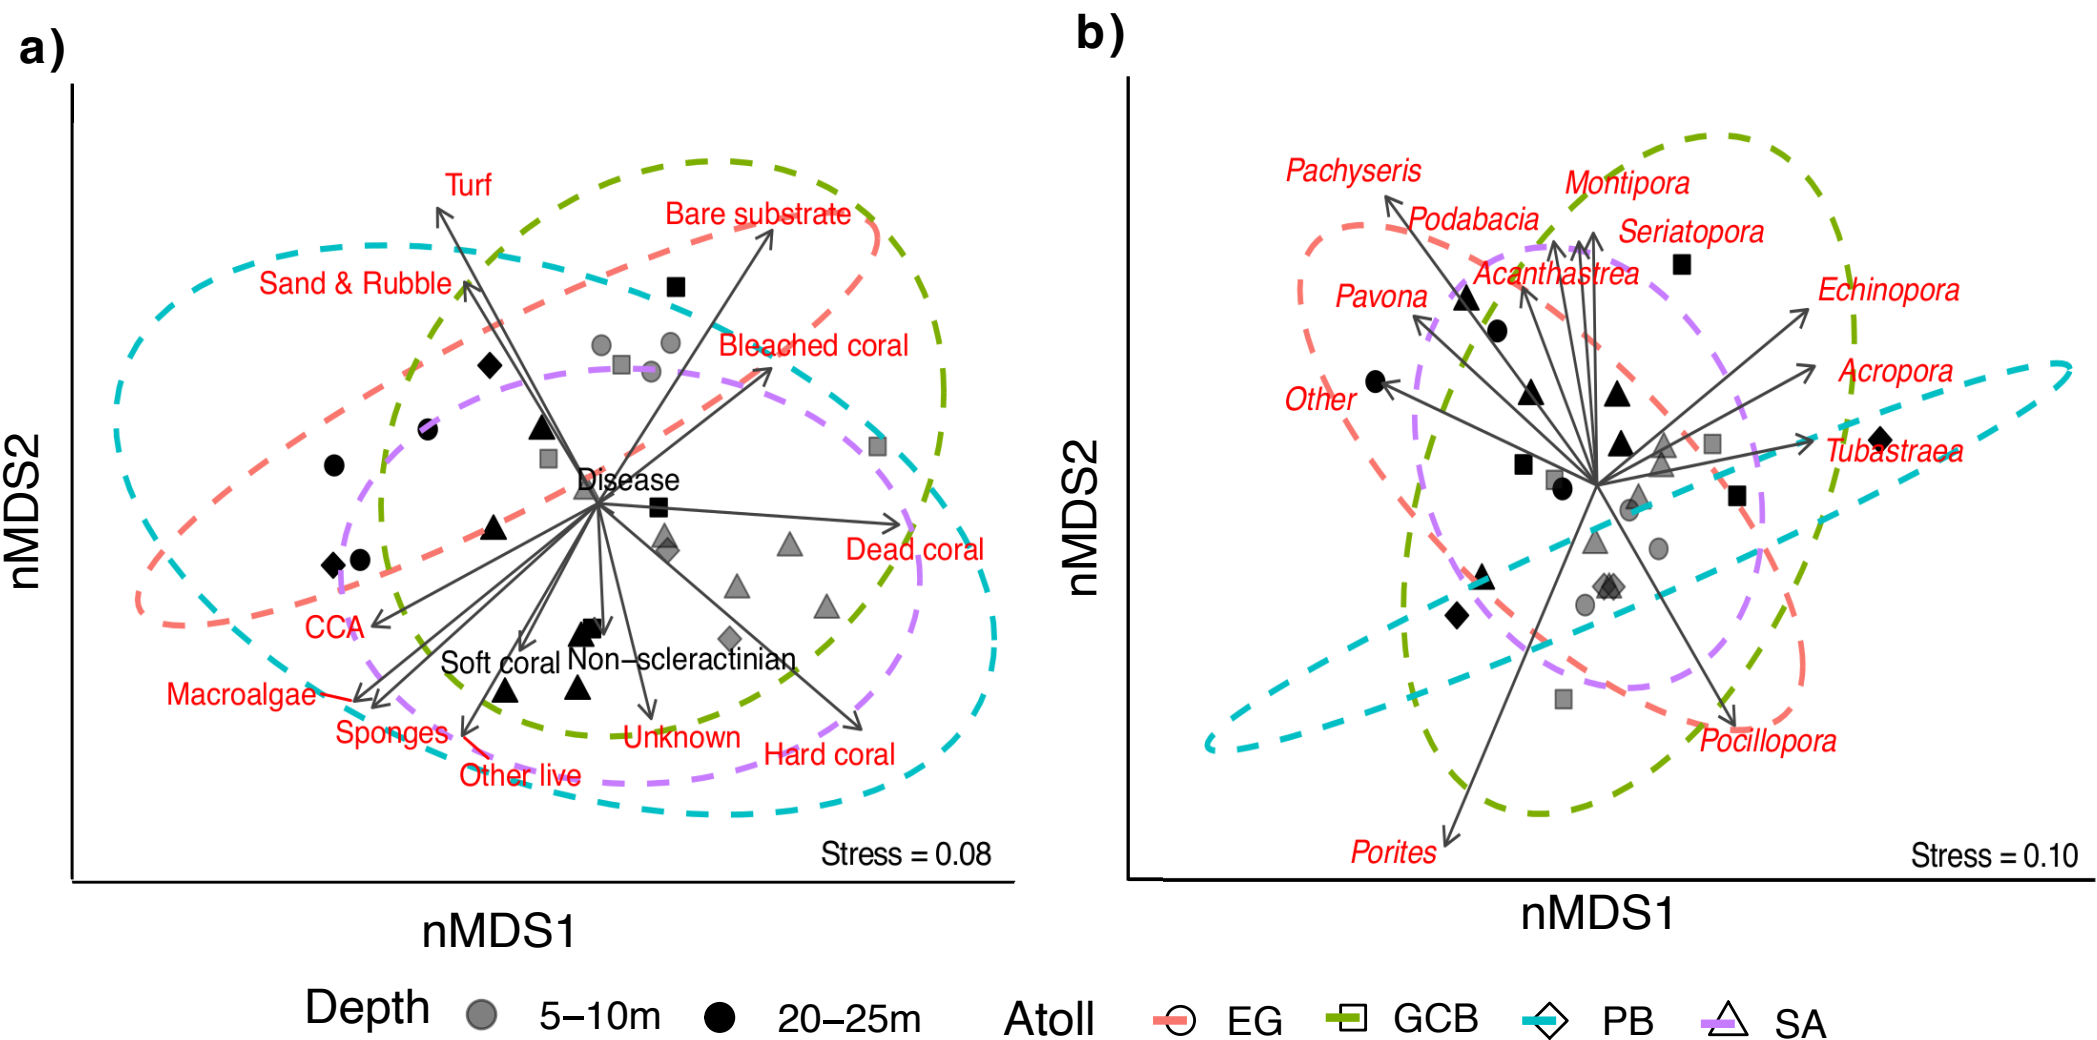 a)
b)
Turf
Bare substrate
Sand & Rubble
Bleached coral
Disease
Dead coral
CCA
Soft coral
Non–scleractinian
Macroalgae
Sponges
Unknown
Hard coral
Other live
Stress = 0.08
nMDS2
nMDS1
Pachyseris
Montipora
Podabacia
Seriatopora
Acanthastrea
Pavona
Echinopora
Other
Acropora
Tubastraea
Pocillopora
Porites
Stress = 0.10
nMDS2
nMDS1
Depth 5–10m 20–25m Atoll EG GCB PB SA